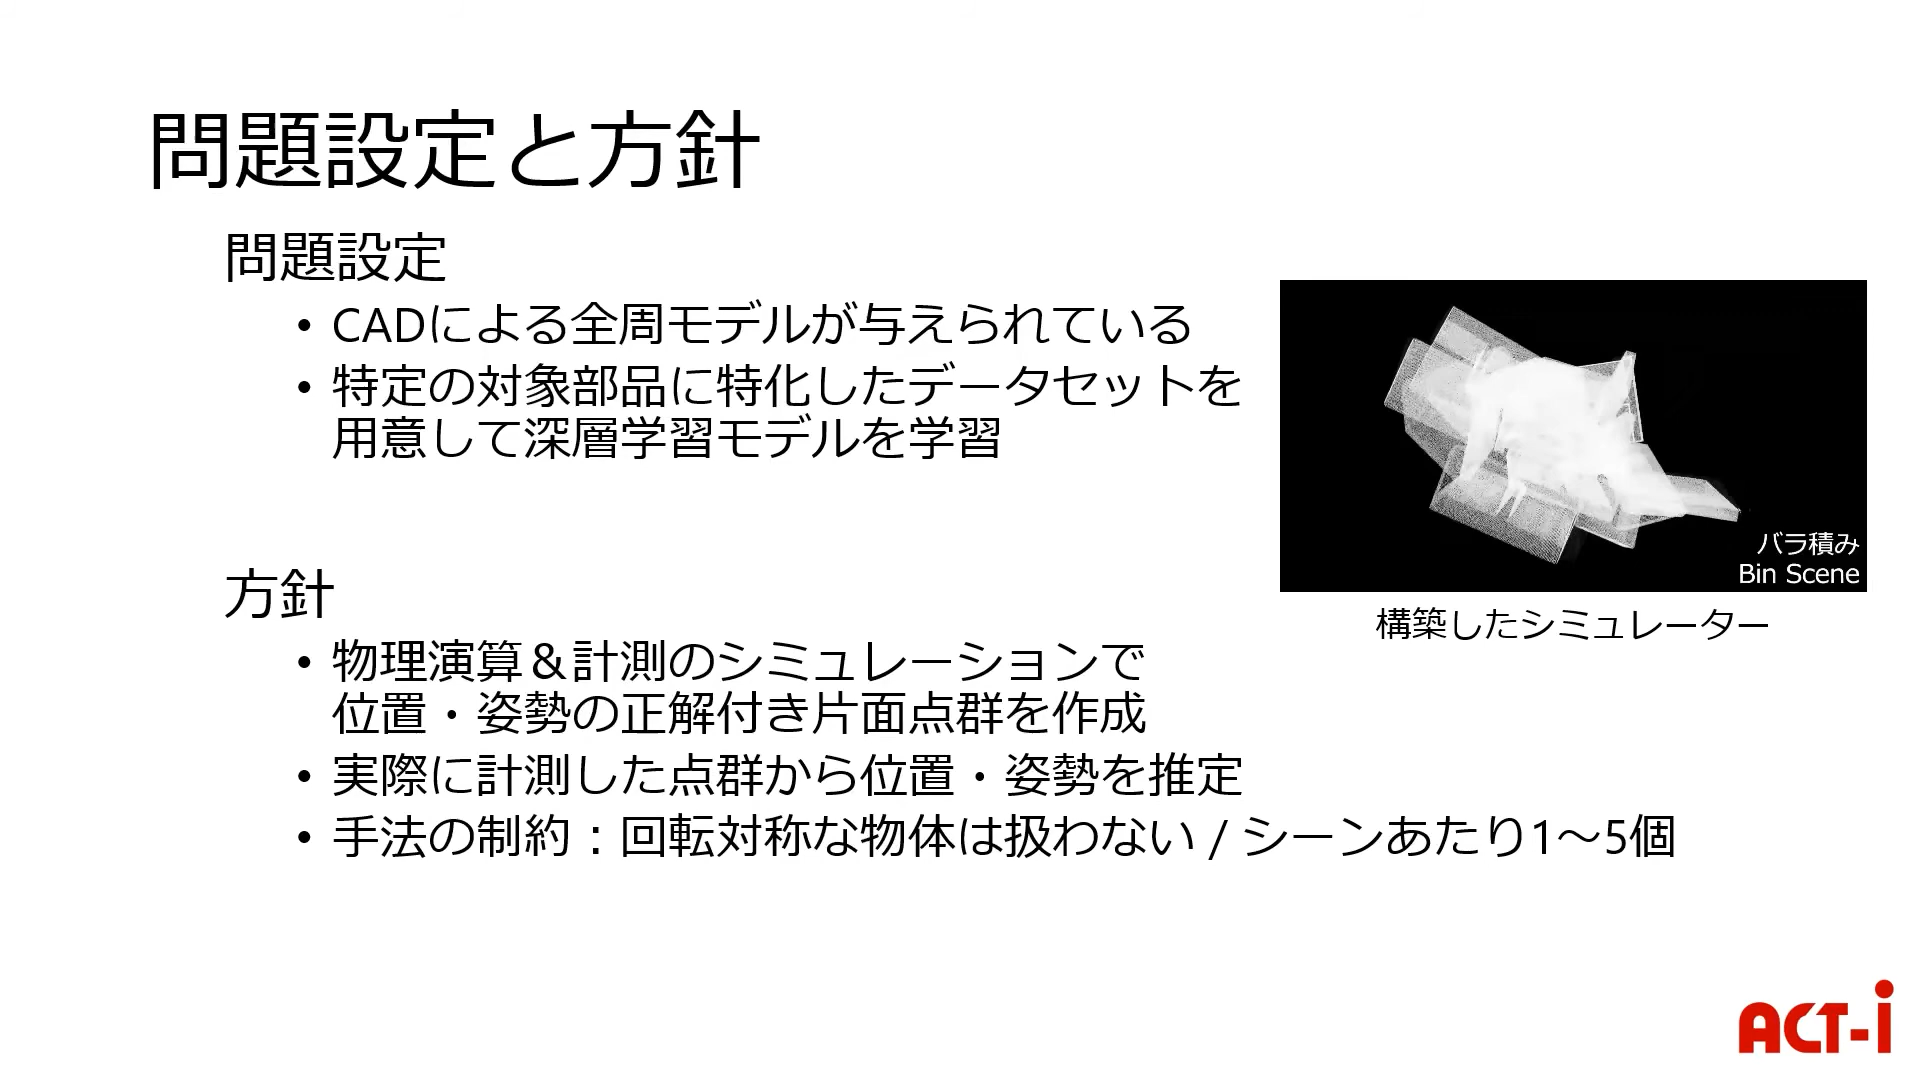 問題設定と方針
問題設定
• CADによる全周モデルが与えられている
• 特定の対象部品に特化したデータセットを
用意して深層学習モデルを学習
バラ積み
Bin Scene
構築したシミュレーター
方針
• 物理演算＆計測のシミュレーションで
位置・姿勢の正解付き片面点群を作成
• 実際に計測した点群から位置・姿勢を推定
• 手法の制約：回転対称な物体は扱わない / シーンあたり1～5個
ACT-i